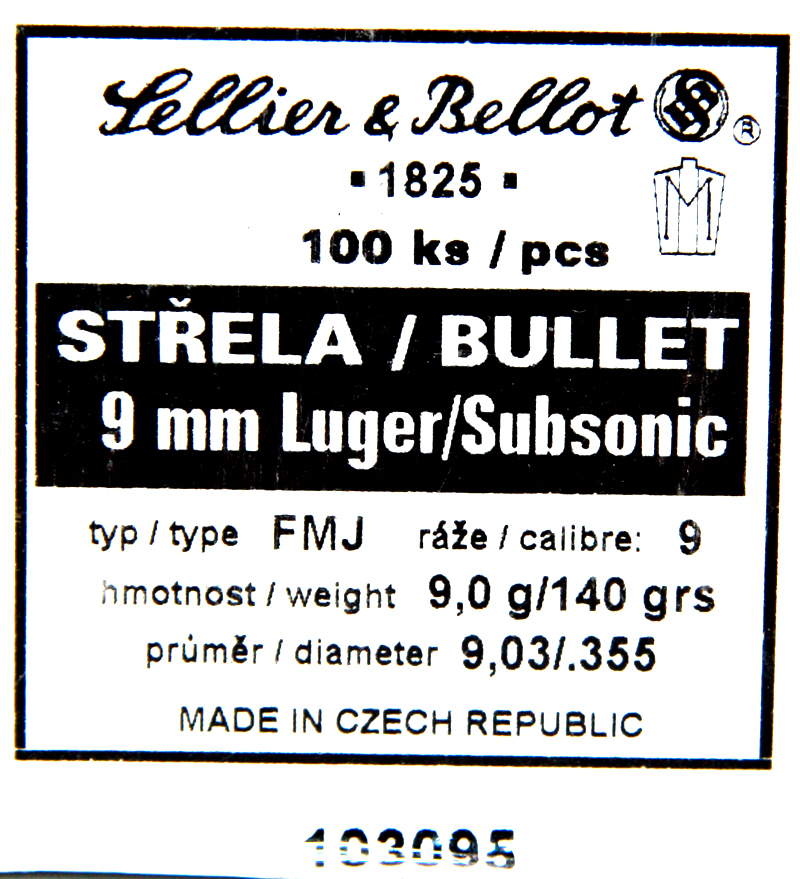 Sellier & Bellot ®
▪ 1825 ▪
M
100 ks / pcs
STŘELA / BULLET
9 mm Luger/Subsonic
typ / type FMJ ráže / calibre: 9
hmotnost / weight 9,0 g/140 grs
průměr / diameter 9,03/.355
MADE IN CZECH REPUBLIC
103095